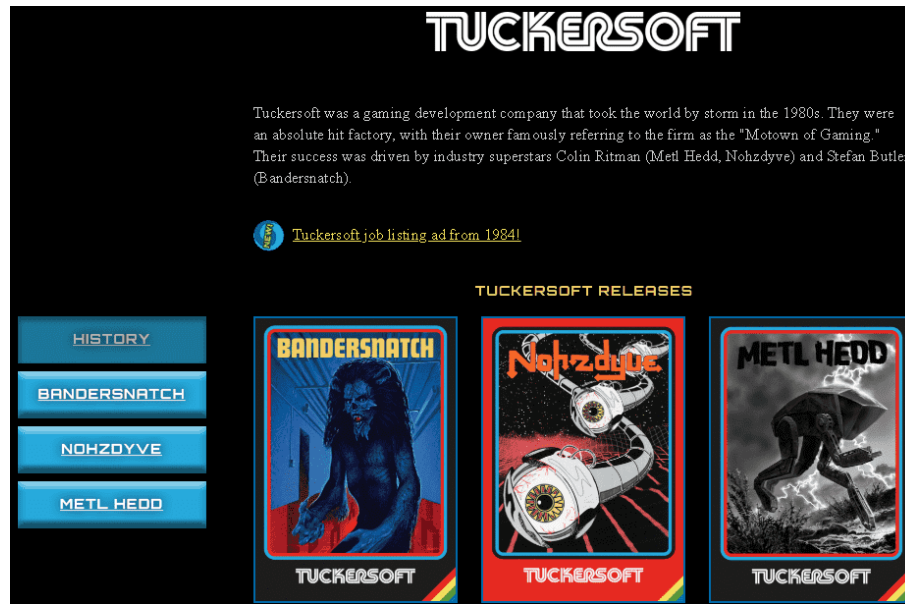 TUCKERSOFT
Tuckersoft was a gaming development company that took the world by storm in the 1980s. They were
an absolute hit factory, with their owner famously referring to the firm as the "Motown of Gaming."
Their success was driven by industry superstars Colin Ritman (Metl Hedd, Nohzdyve) and Stefan Butle
(Bandersnatch).
NEW!
Tuckersoft job listing ad from 1984!
TUCKERSOFT RELEASES
HISTORY
BANDERSNATCH
NOHZDYVE
METL HEDD
BANDERSNATCH
TUCKERSOFT
Nohzdyve
TUCKERSOFT
METL HEDD
TUCKERSOFT